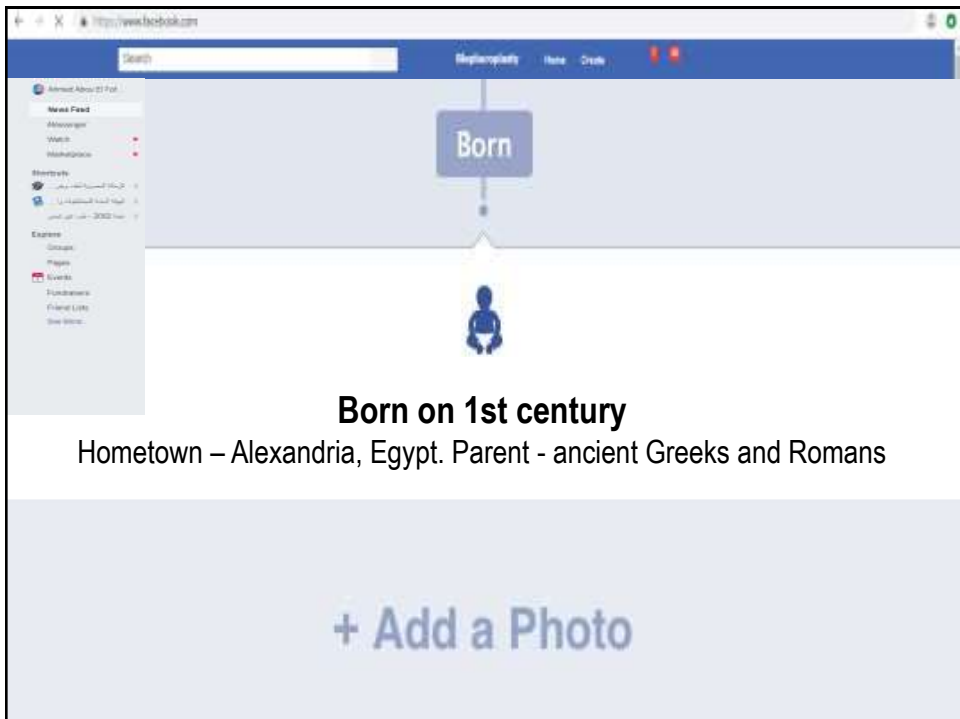 https://www.facebook.com
Search
Blepharoplasty Home Create
News Feed
Messenger
Watch
Marketplace
Shortcuts
Explore
Groups
Pages
Events
Fundraisers
Friend Lists
See More
Born
Born on 1st century
Hometown – Alexandria, Egypt. Parent - ancient Greeks and Romans
+ Add a Photo